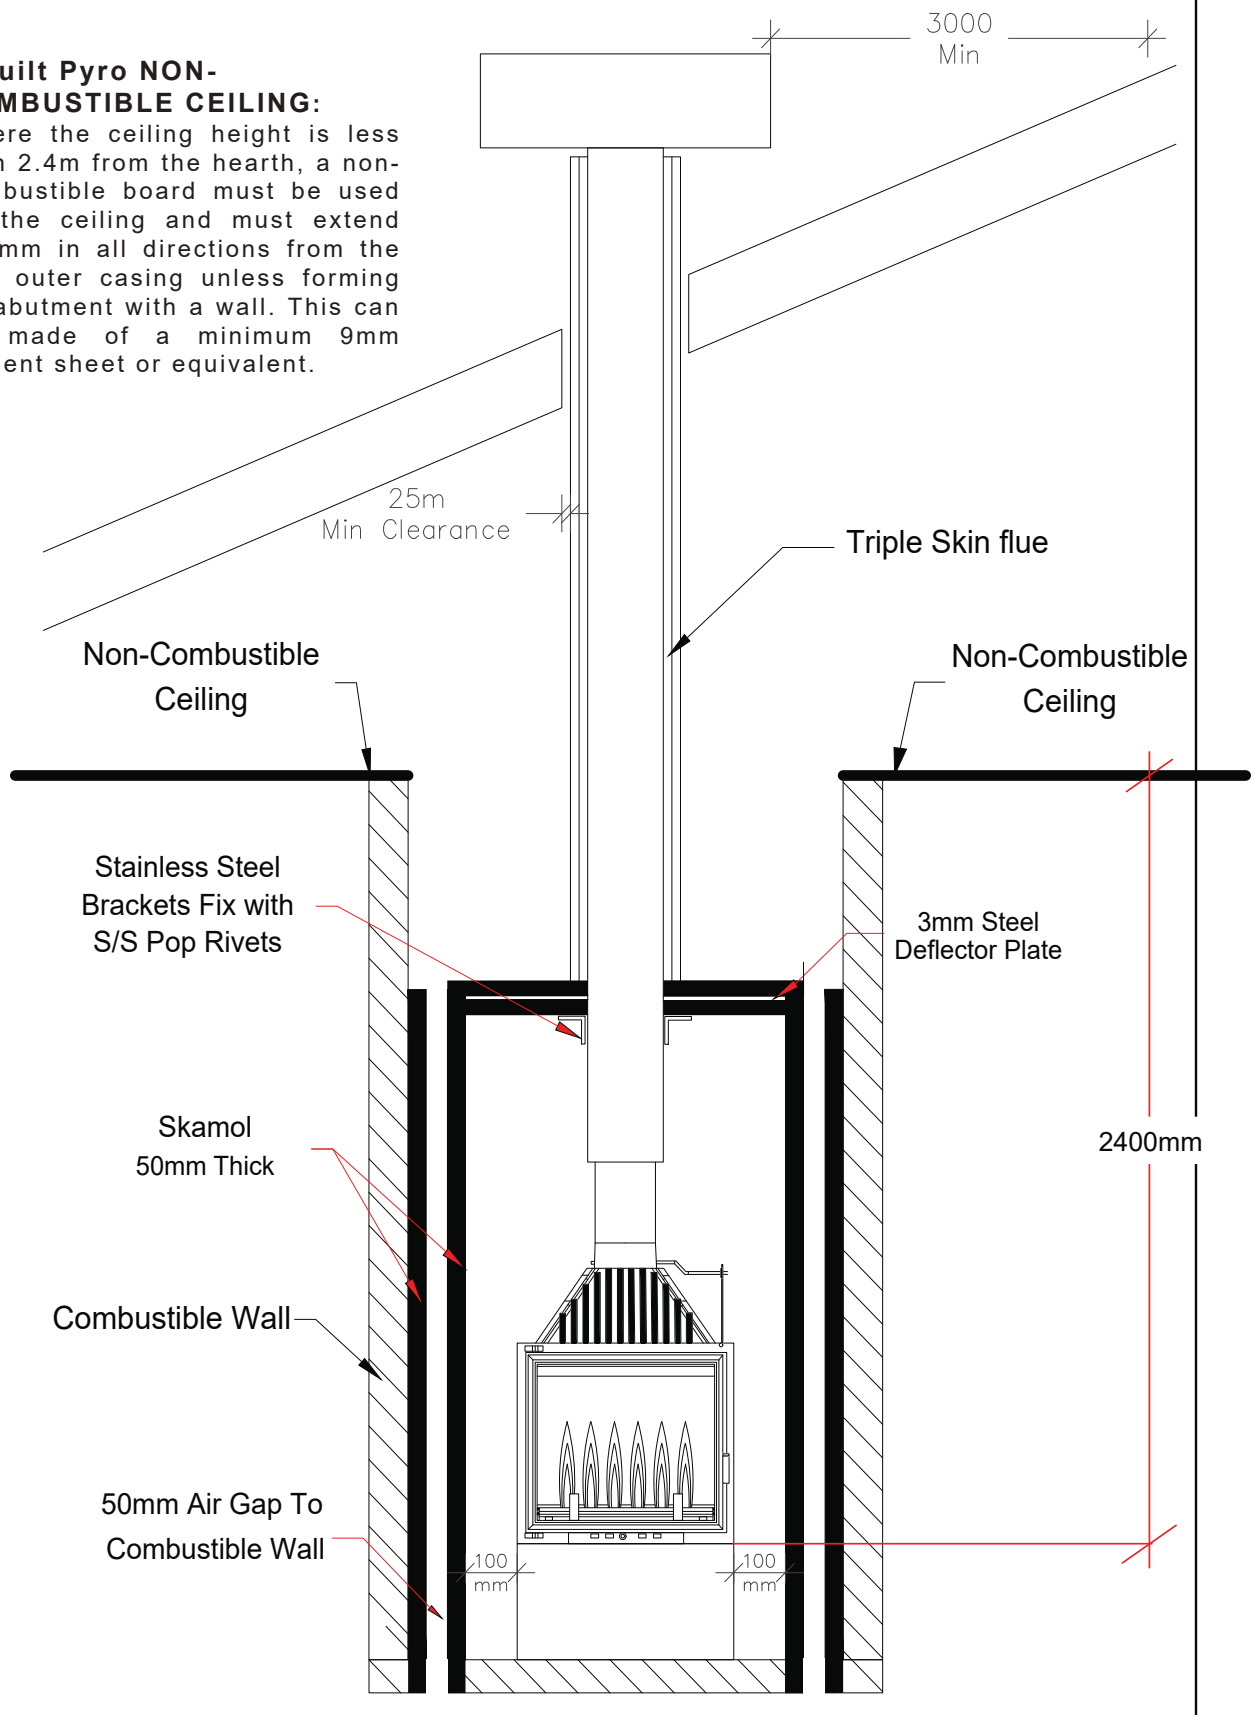 3000
Min
uilt Pyro NON-
MBUSTIBLE CEILING:
ere the ceiling height is less
n 2.4m from the hearth, a non-
bustible board must be used
the ceiling and must extend
mm in all directions from the
outer casing unless forming
abutment with a wall. This can
made of a minimum 9mm
ent sheet or equivalent.
25m
Min Clearance
Triple Skin flue
Non-Combustible
Ceiling
Non-Combustible
Ceiling
Stainless Steel
Brackets Fix with
S/S Pop Rivets
3mm Steel
Deflector Plate
Skamol
50mm Thick
2400mm
Combustible Wall
50mm Air Gap To
Combustible Wall
100
mm
100
mm